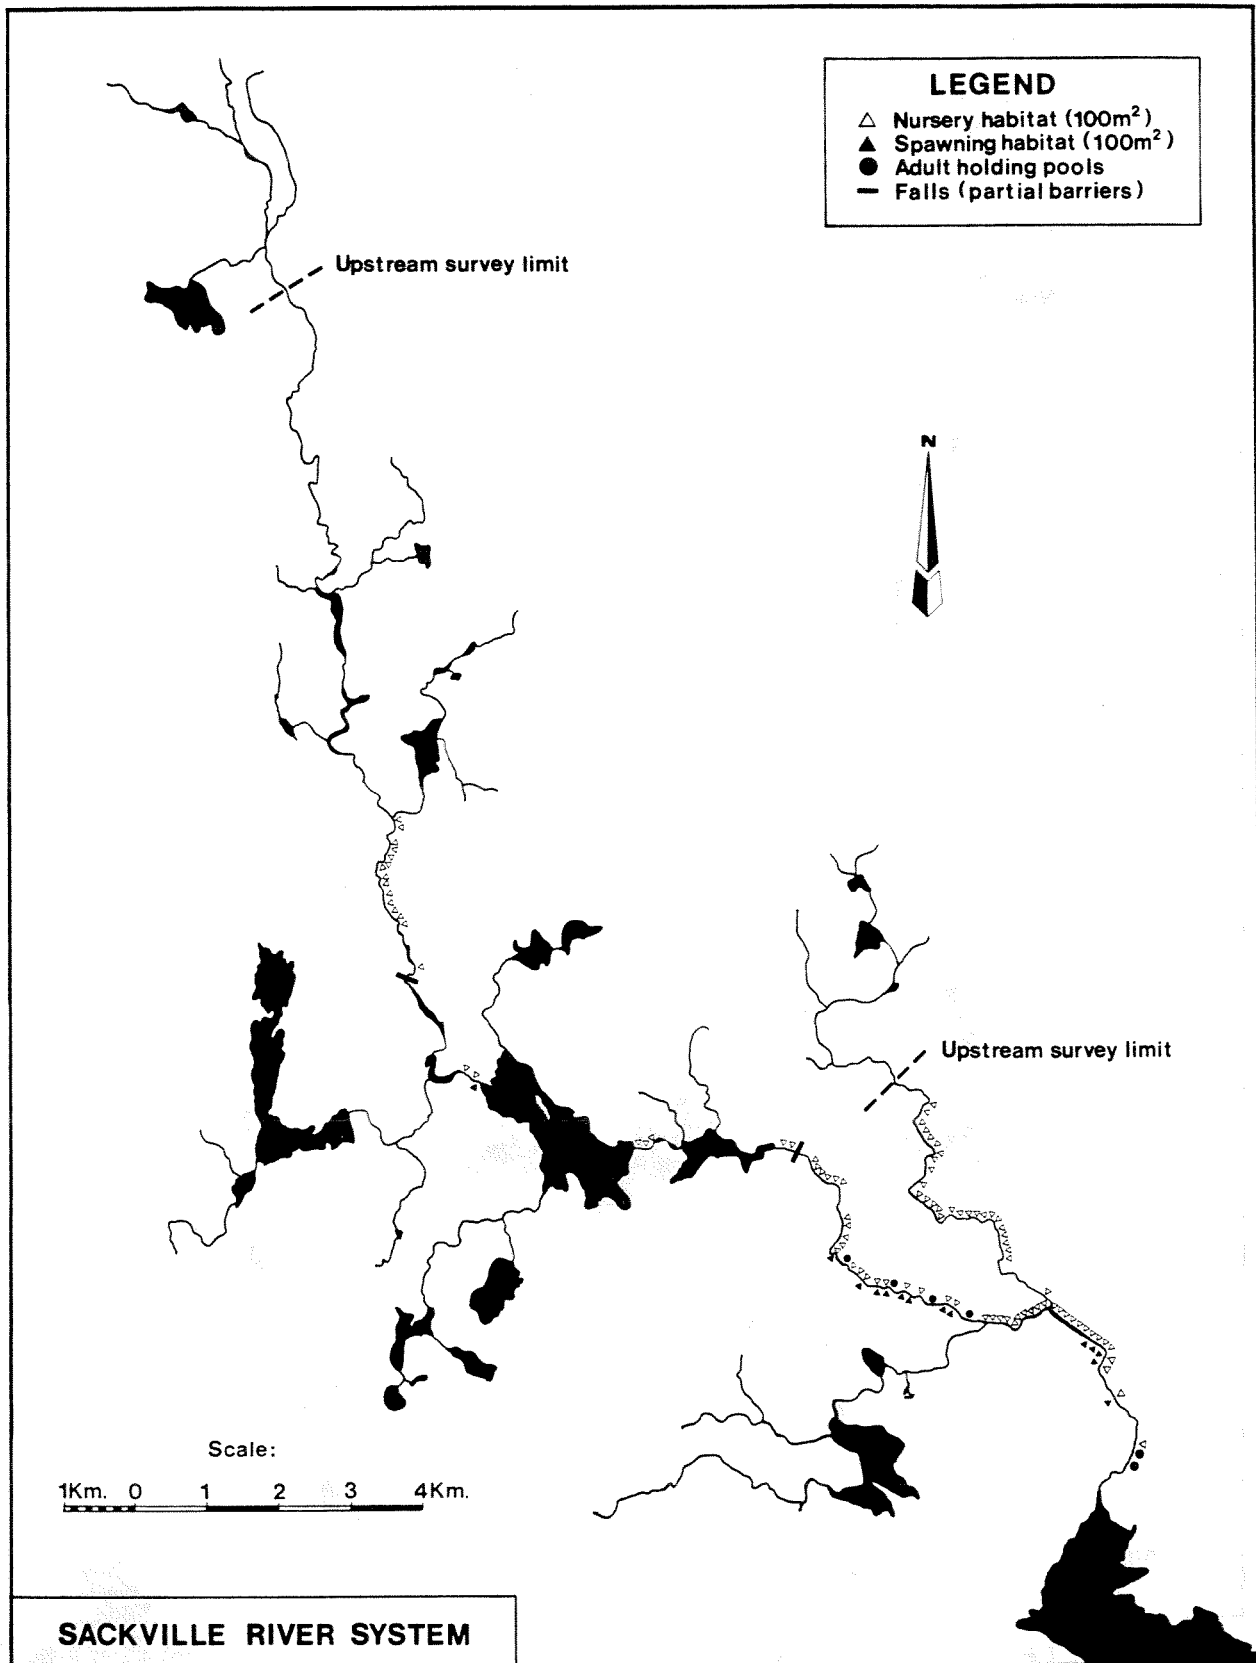 LEGEND
△ Nursery habitat (100m²)
▲ Spawning habitat (100m²)
● Adult holding pools
— Falls (partial barriers)
Upstream survey limit
N
Upstream survey limit
Scale:
1Km. 0 1 2 3 4Km.
SACKVILLE RIVER SYSTEM